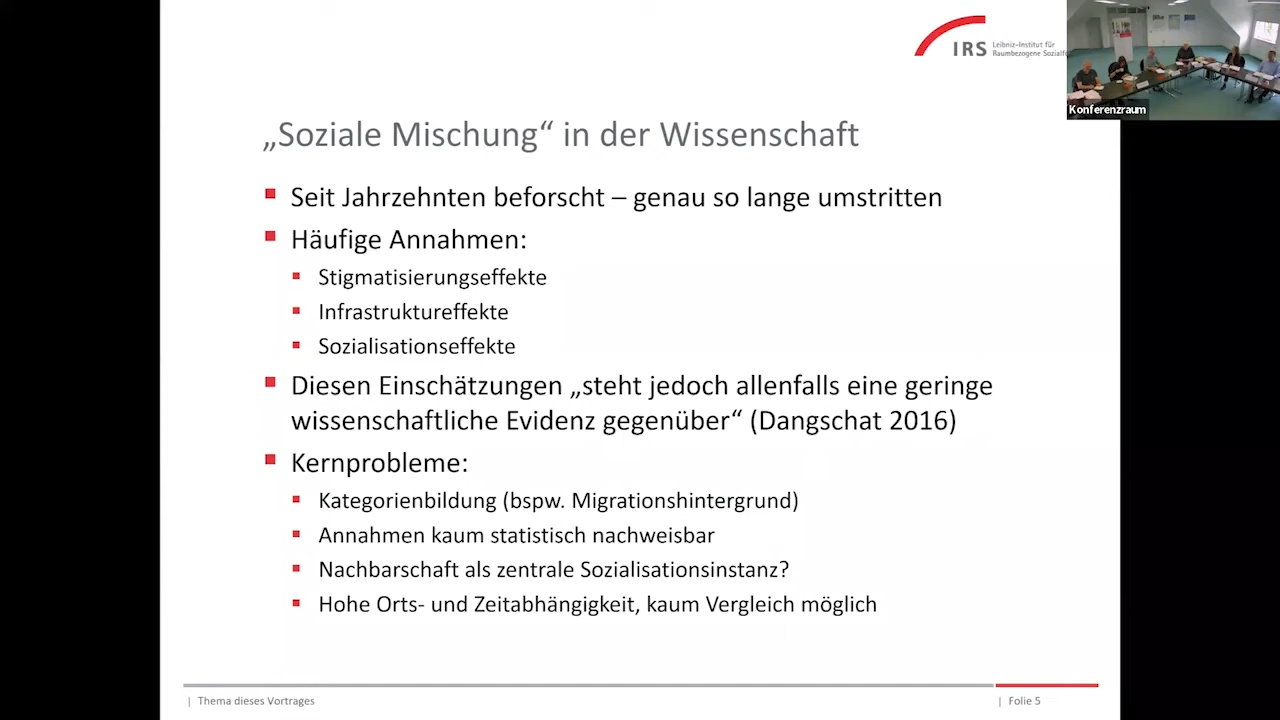 IRS Leibniz-Institut für
Raumbezogene
Konferenzraum
„Soziale Mischung“ in der Wissenschaft
Seit Jahrzehnten beforscht – genau so lange umstritten
Häufige Annahmen:
Stigmatisierungseffekte
Infrastruktureffekte
Sozialisationseffekte
Diesen Einschätzungen „steht jedoch allenfalls eine geringe
wissenschaftliche Evidenz gegenüber“ (Dangschat 2016)
Kernprobleme:
Kategorienbildung (bspw. Migrationshintergrund)
Annahmen kaum statistisch nachweisbar
Nachbarschaft als zentrale Sozialisationsinstanz?
Hohe Orts- und Zeitabhängigkeit, kaum Vergleich möglich
| Thema dieses Vortrages
| Folie 5